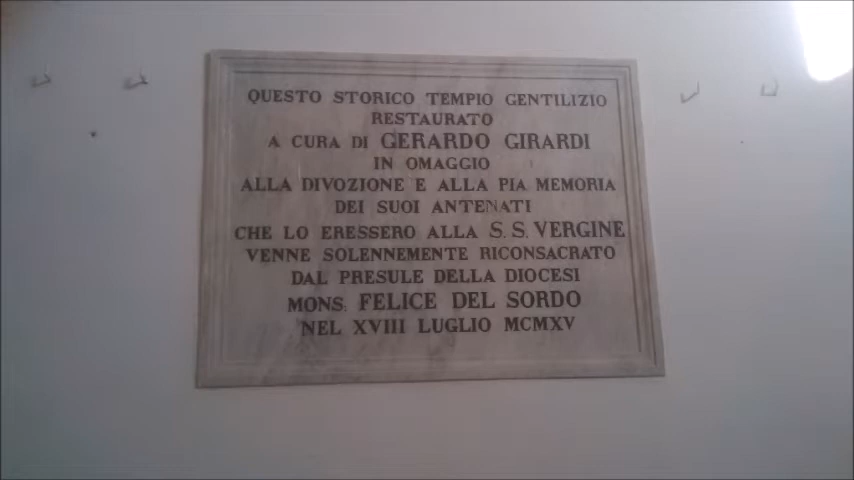 QUESTO STORICO TEMPIO GENTILIZIO
RESTAURATO
A CURA DI GERARDO GIRARDI
IN OMAGGIO
ALLA DIVOZIONE E ALLA PIA MEMORIA
DEI SUOI ANTENATI
CHE LO ERESSERO ALLA S. S. VERGINE
VENNE SOLENNEMENTE RICONSACRATO
DAL PRESULE DELLA DIOCESI
MONS: FELICE DEL SORDO
NEL XVIII LUGLIO MCMXV